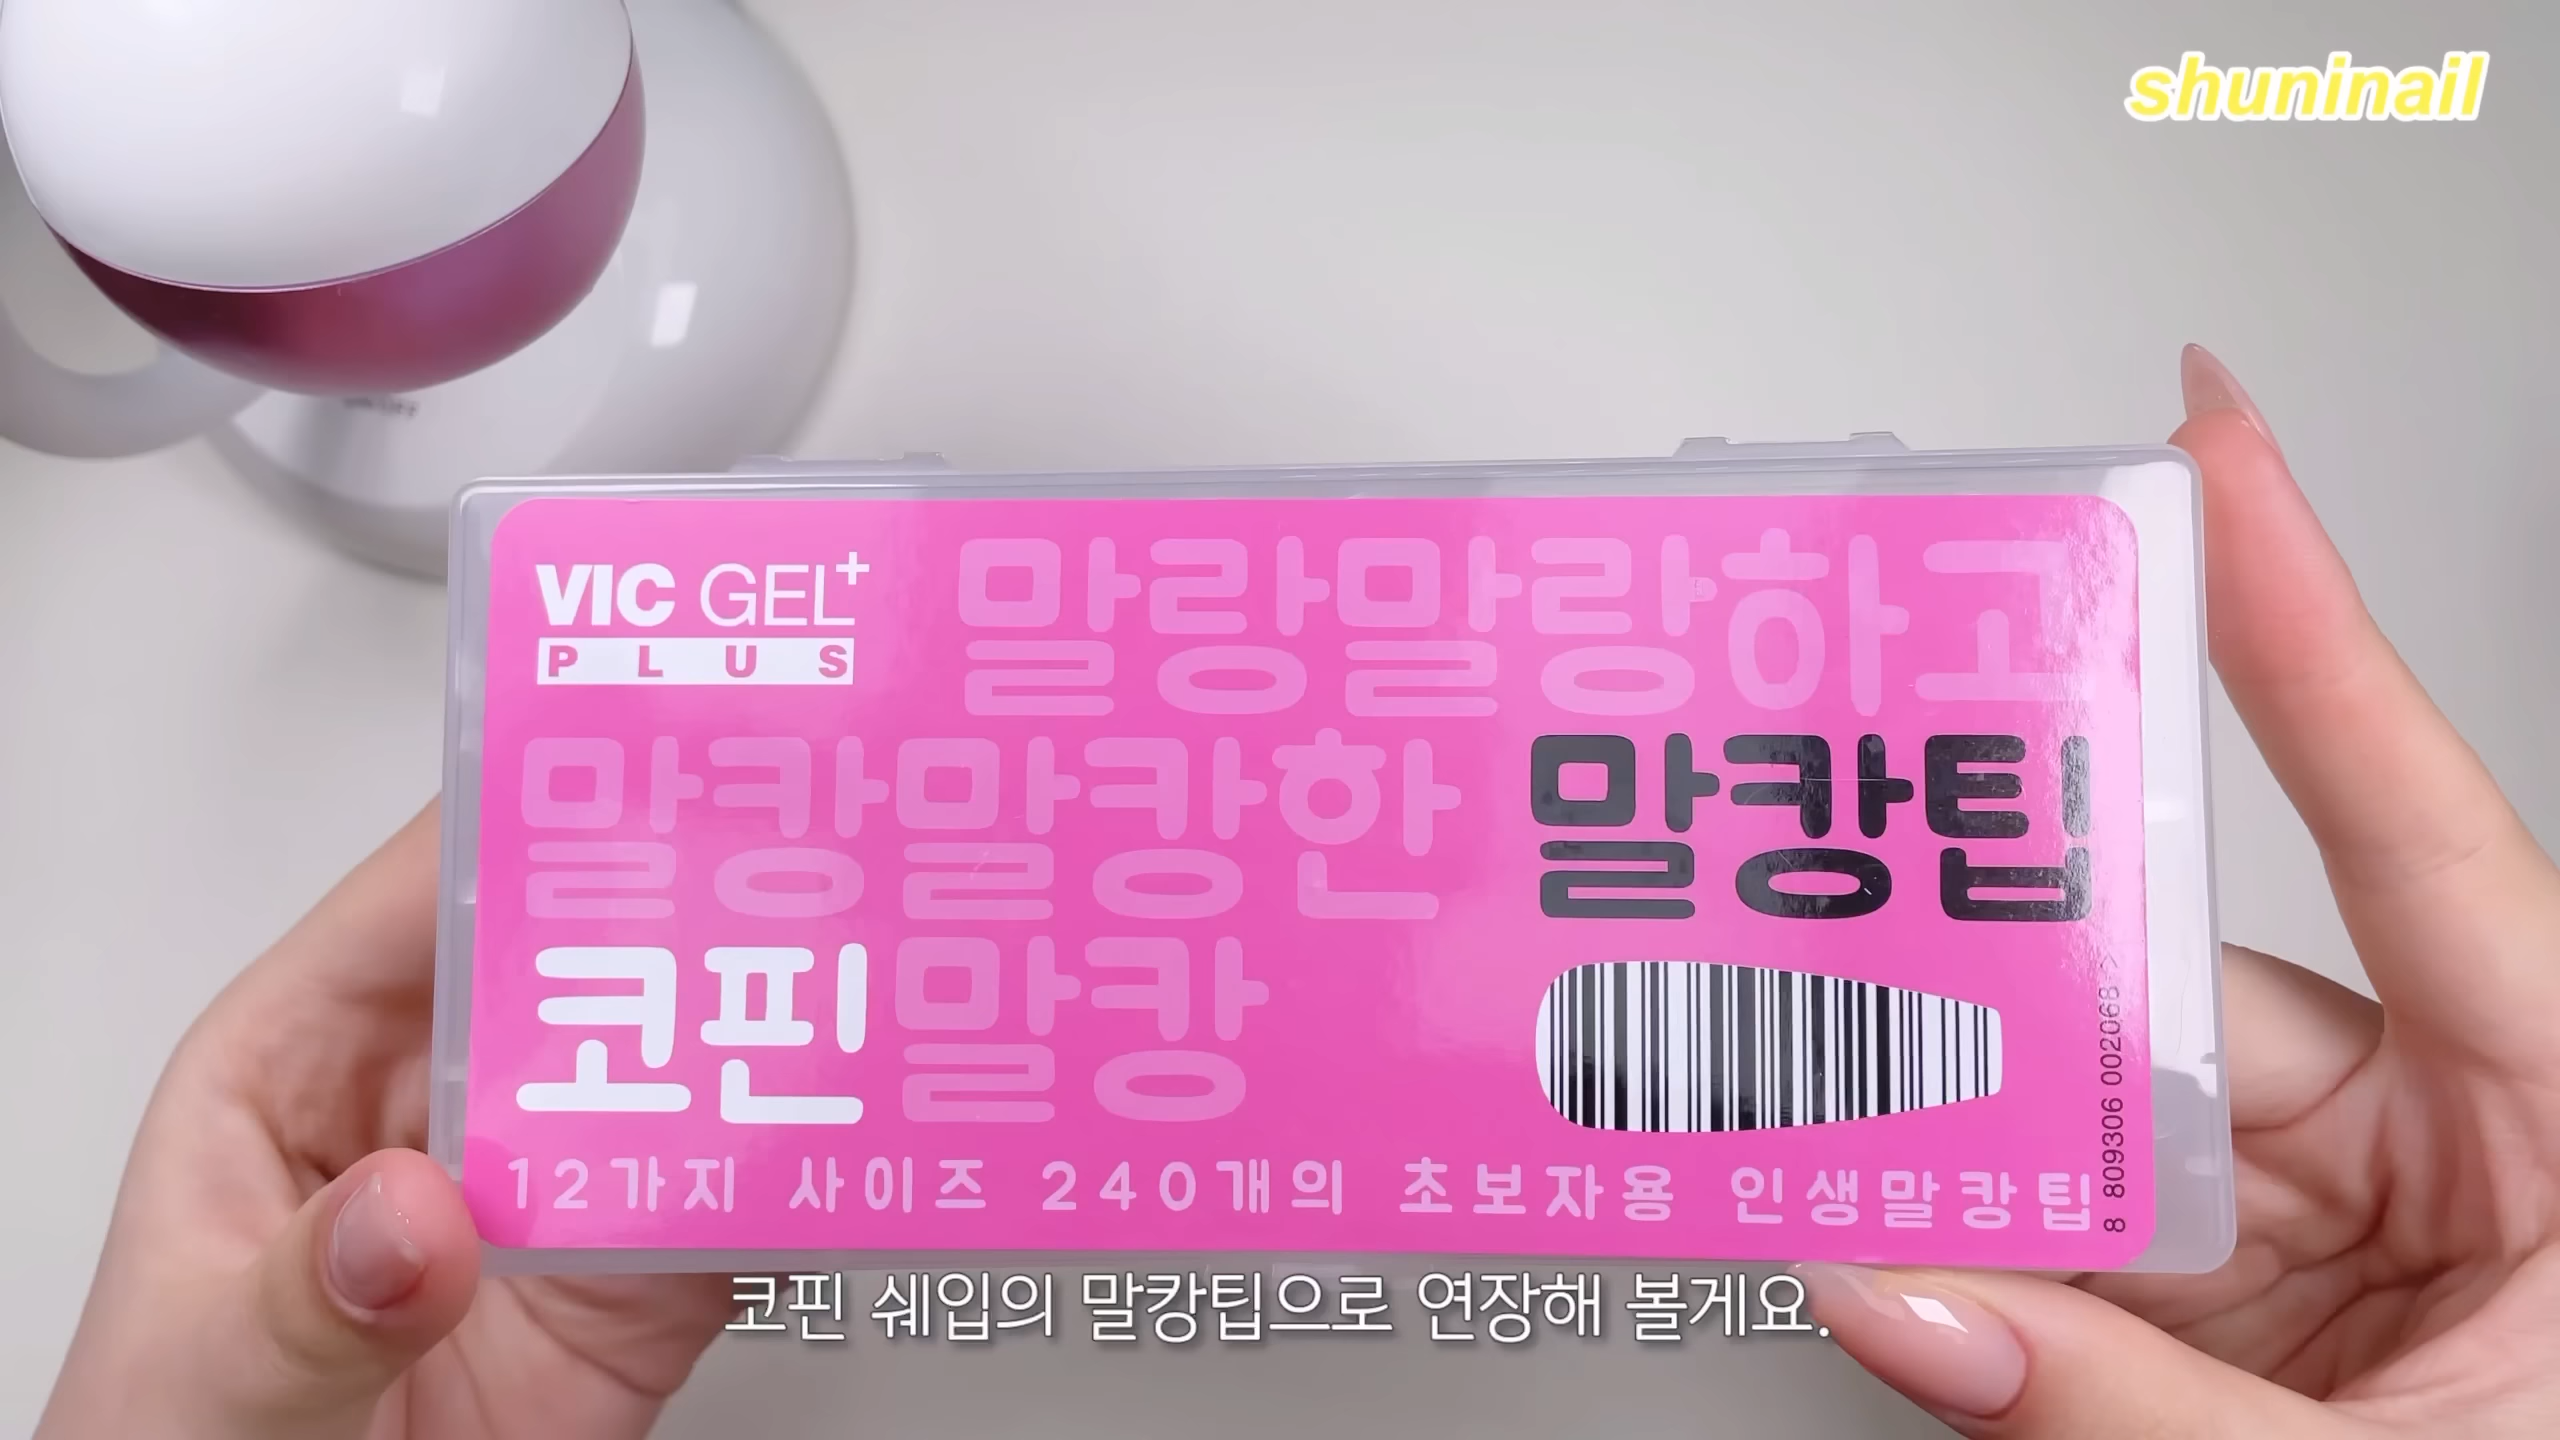 shuninail
VIC GEL+
PLUS
말랑말랑하고
말캉말캉한 말캉팁
코핀말캉
12가지 사이즈 240개의 초보자용 인생말캉팁
8 809306 002068 >
코핀 쉐입의 말캉팁으로 연장해 볼게요.